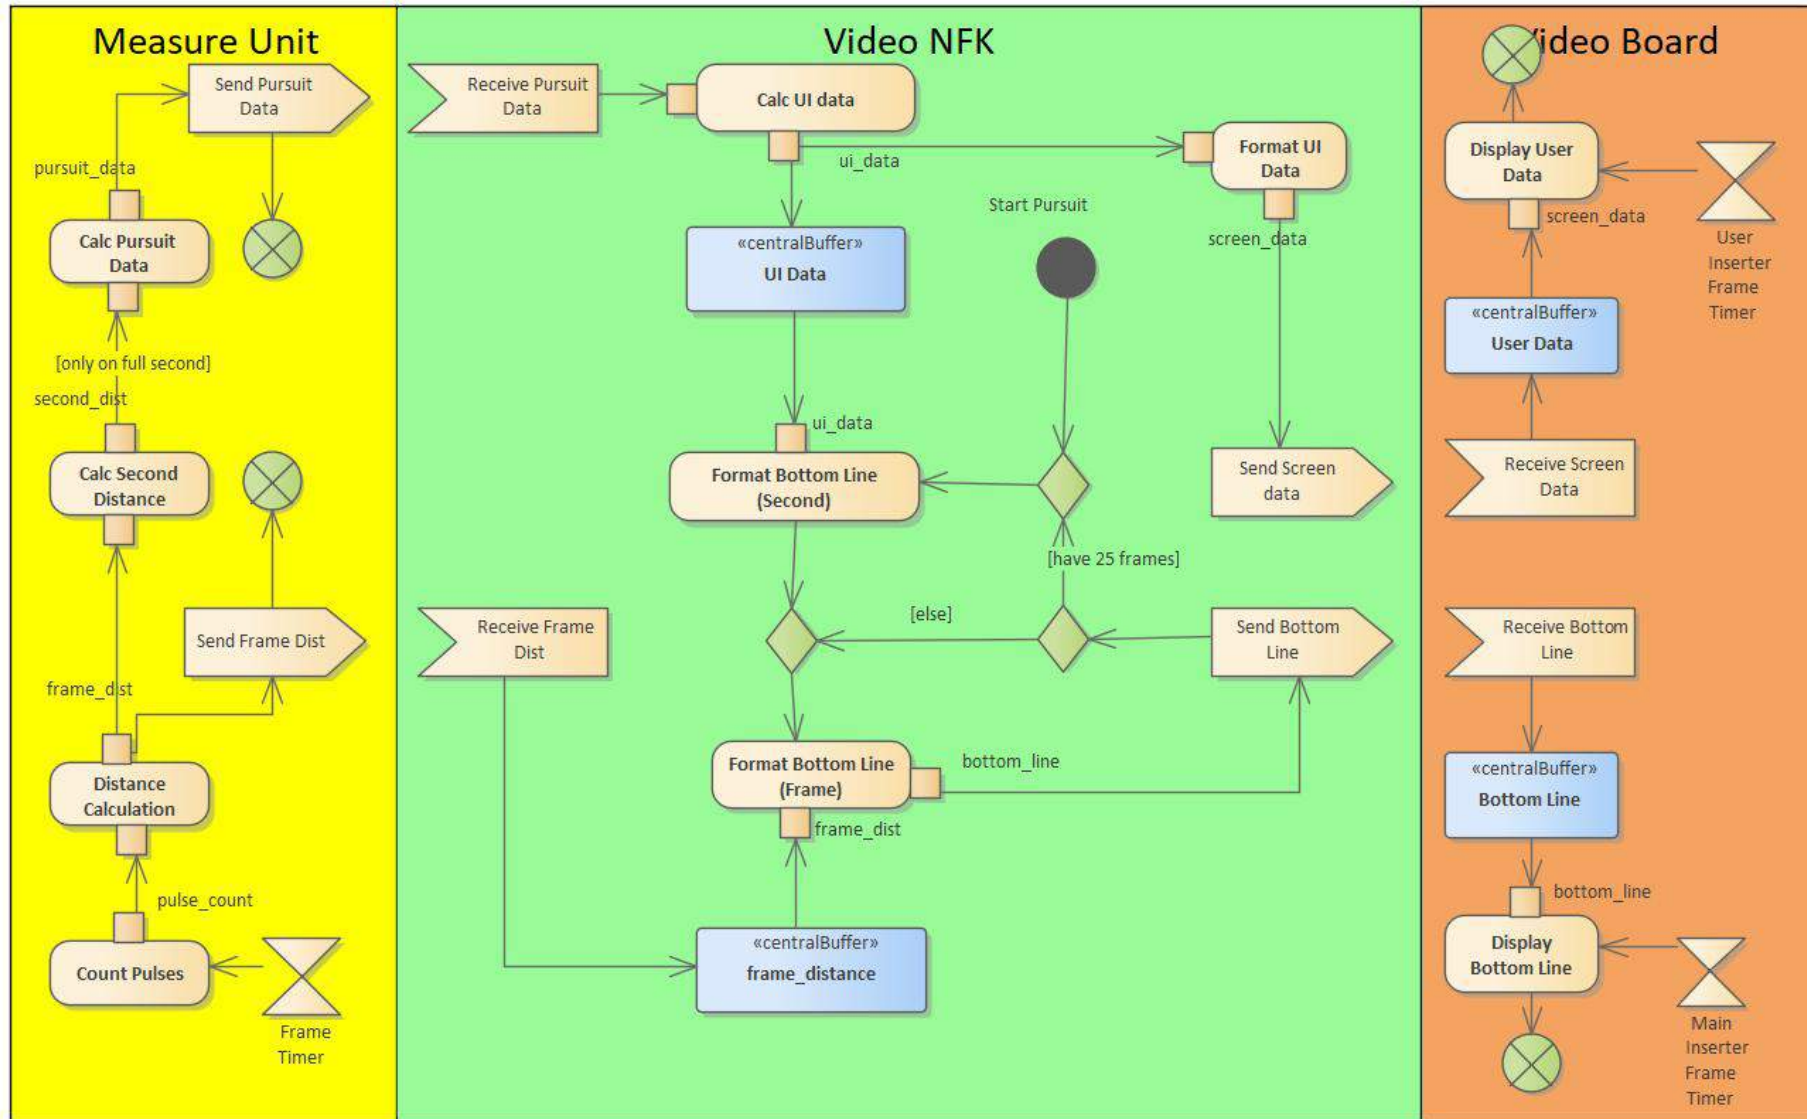 Measure Unit
Send Pursuit
Data
pursuit_data
Calc Pursuit
Data
[only on full second]
second_dist
Calc Second
Distance
Send Frame Dist
frame_dist
Distance
Calculation
pulse_count
Count Pulses
Frame
Timer
Video NFK
Receive Pursuit
Data
Calc UI data
ui_data
Format UI
Data
Start Pursuit
screen_data
«centralBuffer»
UI Data
ui_data
Format Bottom Line
(Second)
Send Screen
data
[have 25 frames]
[else]
Receive Frame
Dist
Send Bottom
Line
Format Bottom Line
(Frame)
bottom_line
frame_dist
«centralBuffer»
frame_distance
Video Board
Display User
Data
screen_data
User
Inserter
Frame
Timer
«centralBuffer»
User Data
Receive Screen
Data
Receive Bottom
Line
«centralBuffer»
Bottom Line
bottom_line
Display
Bottom Line
Main
Inserter
Frame
Timer